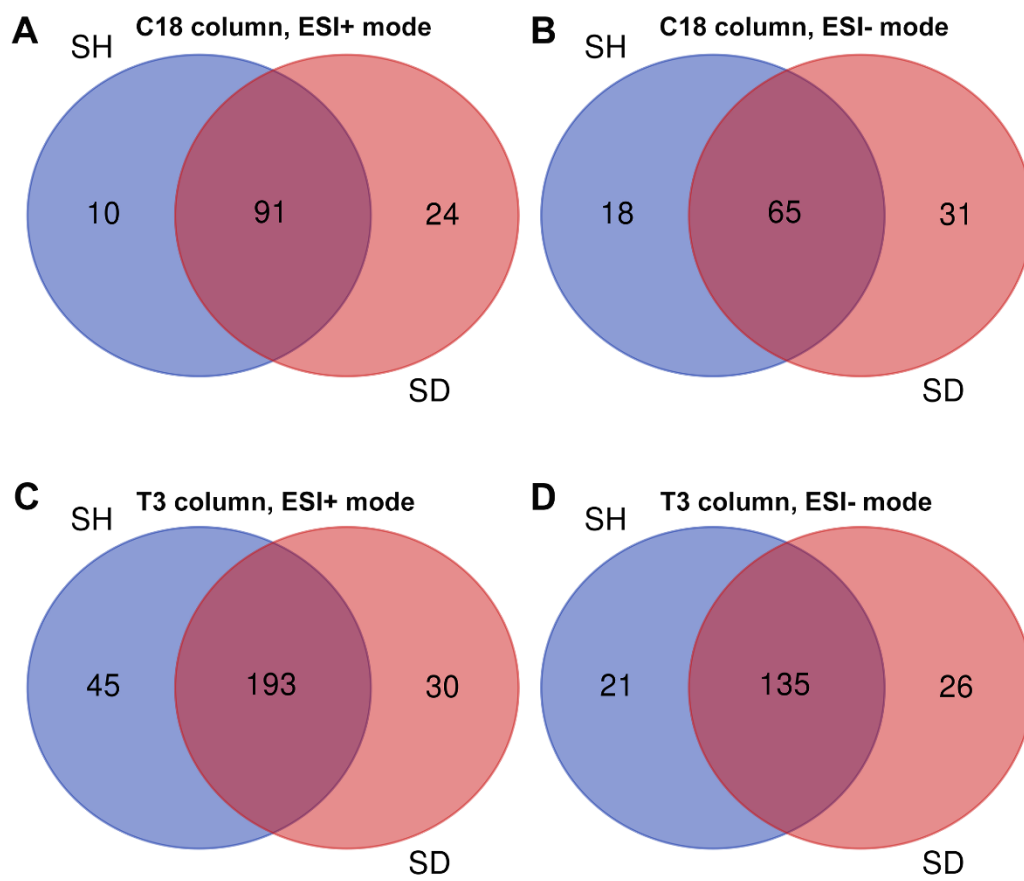 A C18 column, ESI+ mode
SH
10 91 24
SD
B C18 column, ESI- mode
SH
18 65 31
SD
C T3 column, ESI+ mode
SH
45 193 30
SD
D T3 column, ESI- mode
SH
21 135 26
SD